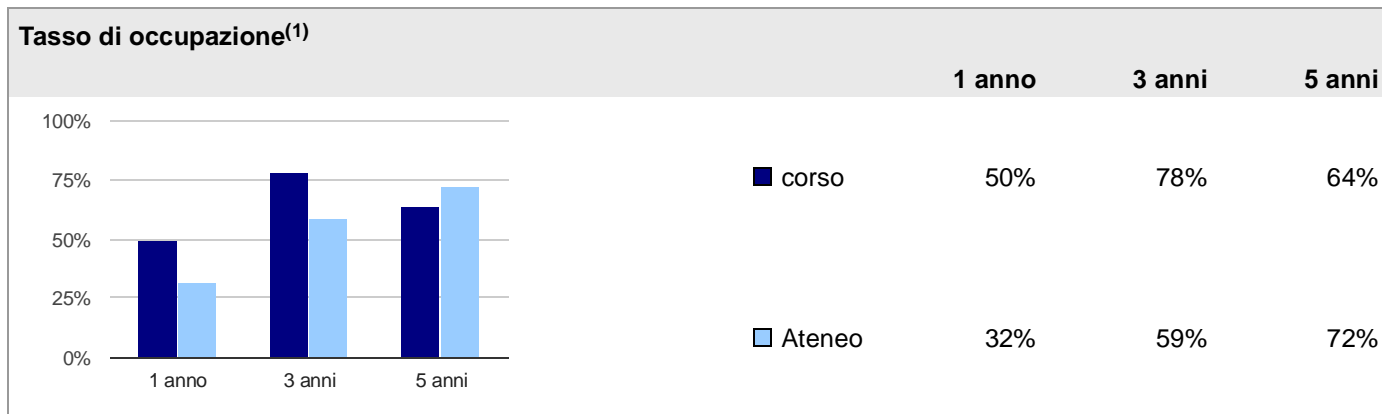 Tasso di occupazione(1)
1 anno 3 anni 5 anni
100%
75%
50%
25%
0%
1 anno 3 anni 5 anni
corso 50% 78% 64%
Ateneo 32% 59% 72%